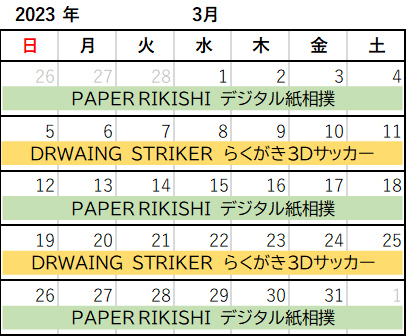 2023 年 3月
日 月 火 水 木 金 土
26 27 28 1 2 3 4
PAPER RIKISHI デジタル紙相撲
5 6 7 8 9 10 11
DRWAING STRIKER らくがき3Dサッカー
12 13 14 15 16 17 18
PAPER RIKISHI デジタル紙相撲
19 20 21 22 23 24 25
DRWAING STRIKER らくがき3Dサッカー
26 27 28 29 30 31 1
PAPER RIKISHI デジタル紙相撲